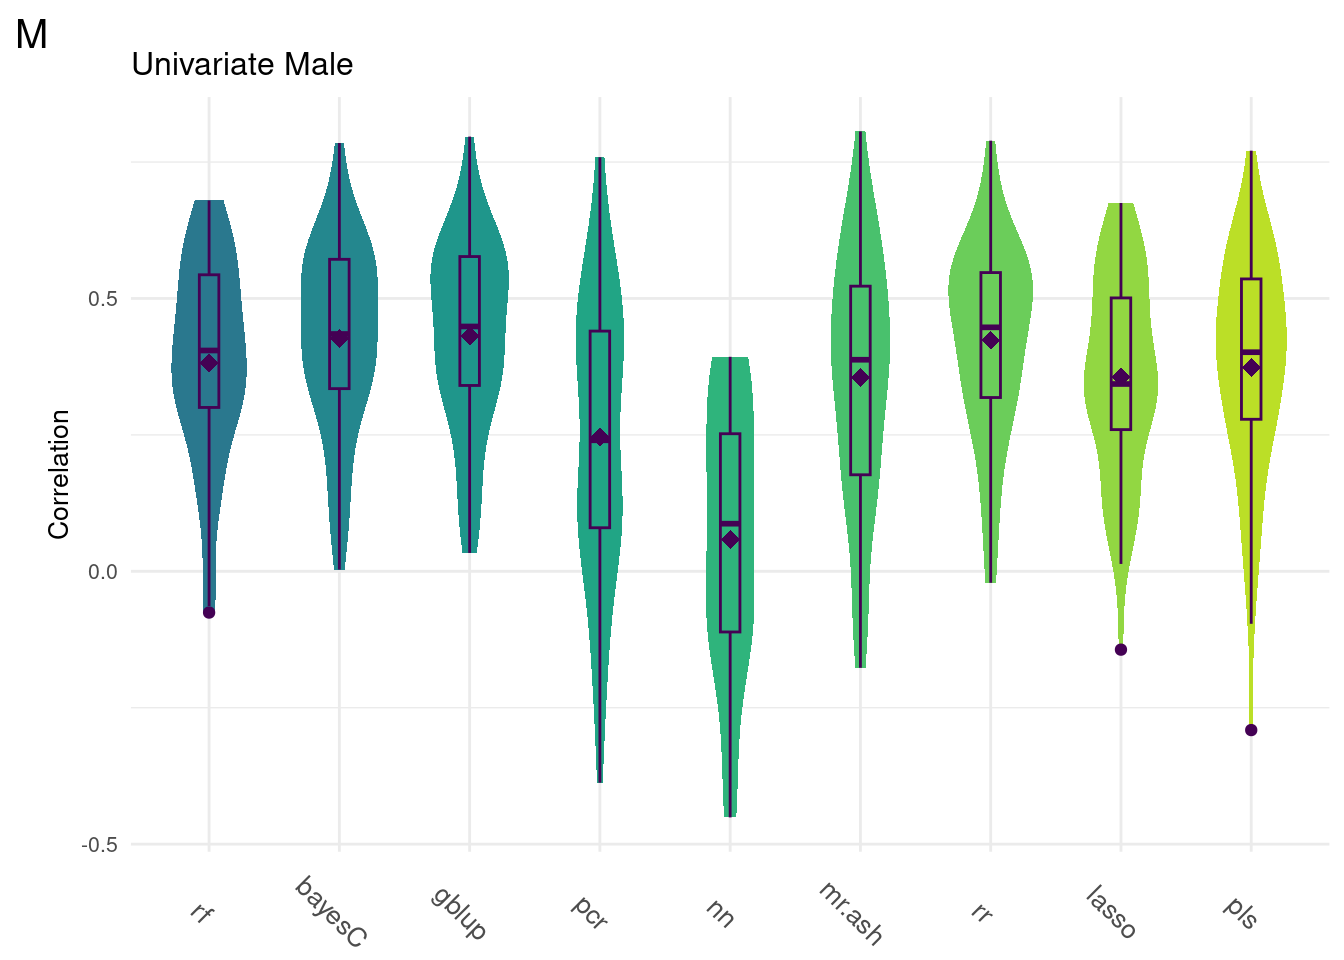 M
Univariate Male
Correlation
0.5
0.0
-0.5
rf
bayesC
gblup
pcr
nn
mr.ash
rr
lasso
pls